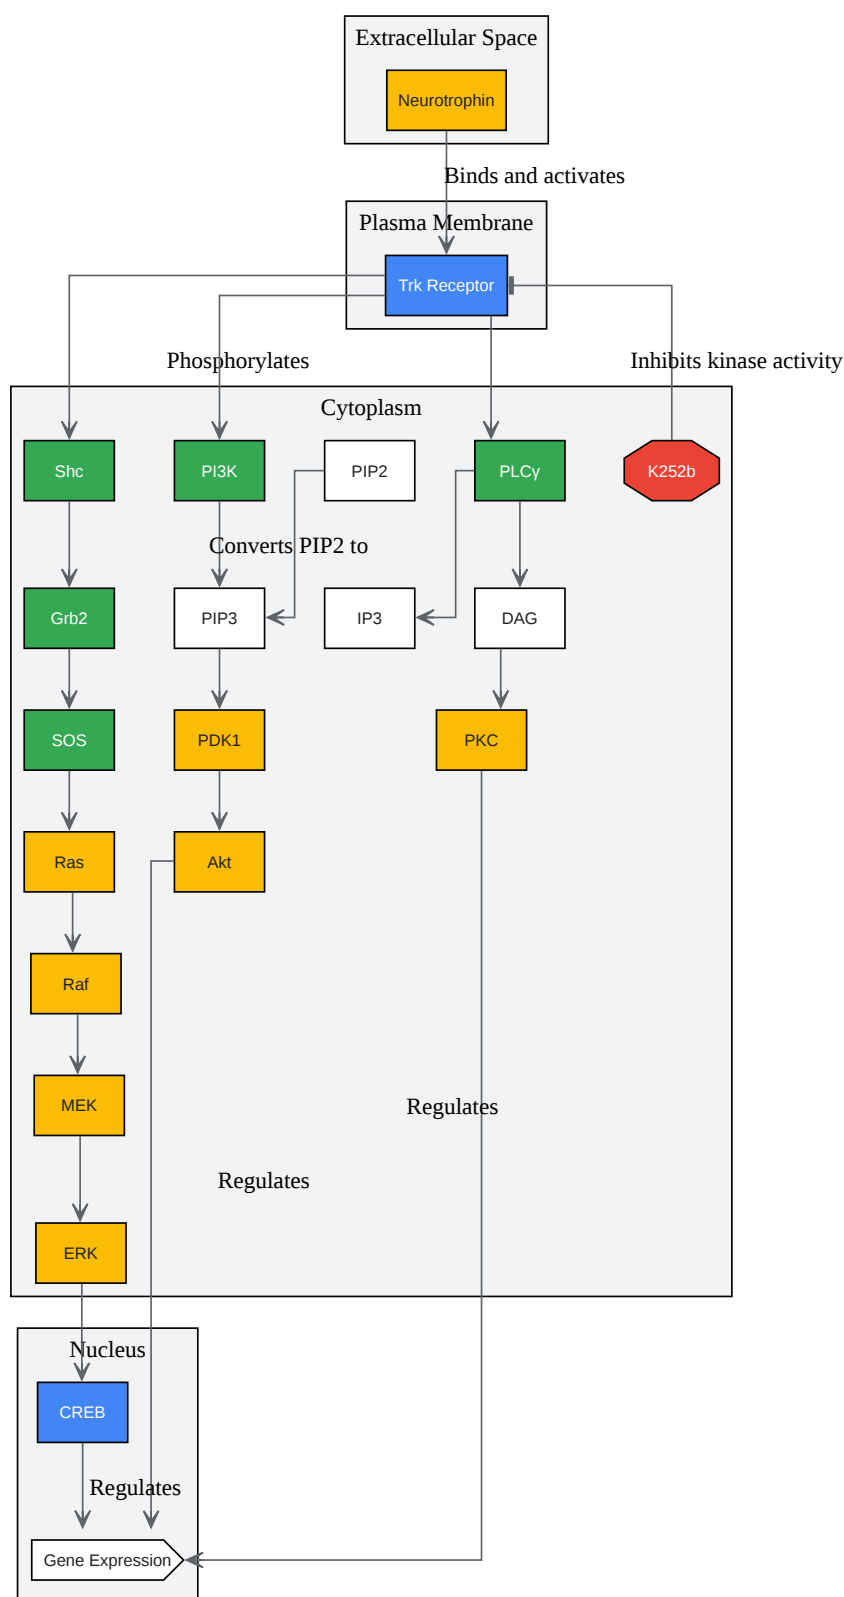 Extracellular Space
Neurotrophin
Binds and activates
Plasma Membrane
Trk Receptor
Phosphorylates
Inhibits kinase activity
Cytoplasm
Shc
PI3K
PIP2
PLCγ
K252b
Converts PIP2 to
Grb2
PIP3
IP3
DAG
SOS
PDK1
PKC
Ras
Akt
Raf
MEK
Regulates
Regulates
ERK
Nucleus
CREB
Regulates
Gene Expression